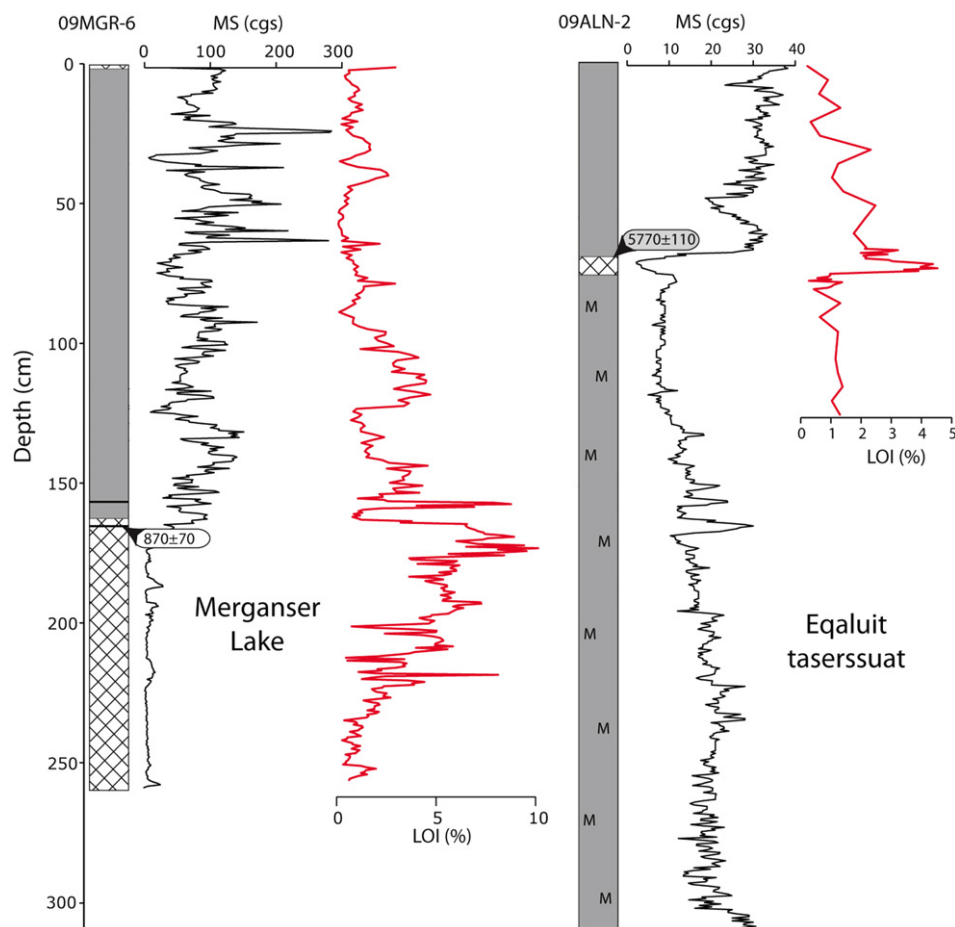 09MGR-6 MS (cgs) 09ALN-2 MS (cgs)
0 100 200 300 0 10 20 30 40
0
50
5770±110
M
M
100
Depth (cm)
0 1 2 3 4 5
LOI (%)
M
150
870±70
M
Merganser
Lake
200
M
Eqaluit
taserssuat
M
250
0 5 10
LOI (%)
M
M
300